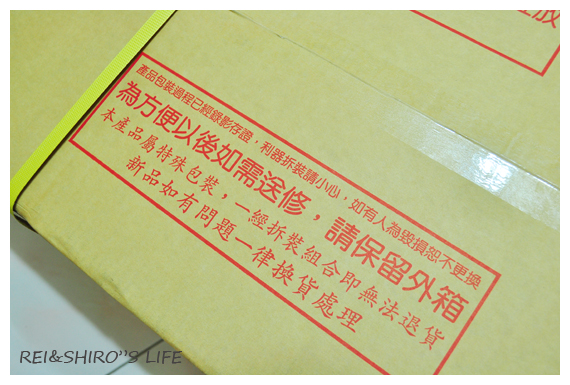 放
產品包裝過程已經錄影存證，利器拆裝請小心，如有人為毀損恕不更換
為方便以後如需送修，請保留外箱
本產品屬特殊包裝，一經拆裝組合即無法退貨
新品如有問題一律換貨處理
REI&SHIRO"S LIFE